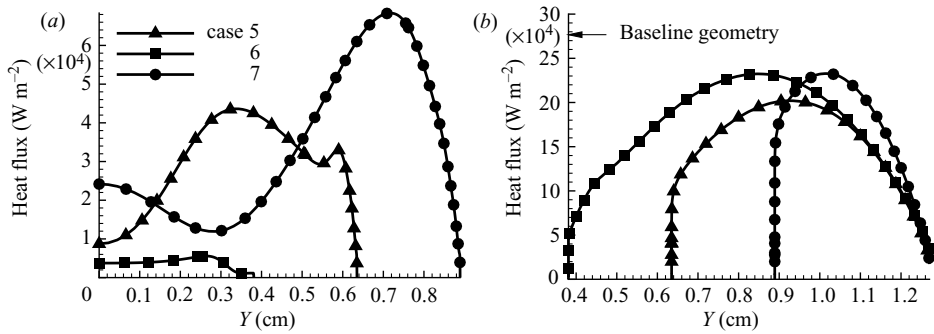 (a)
case 5
6
7
6
5
(×10⁴)
4
3
2
1
Heat flux (W m⁻²)
0 0.1 0.2 0.3 0.4 0.5 0.6 0.7 0.8
Y (cm)
(b)
30
(×10⁴)
25
20
15
10
5
0
Heat flux (W m⁻²)
Baseline geometry
0.4 0.5 0.6 0.7 0.8 0.9 1.0 1.1 1.2
Y (cm)